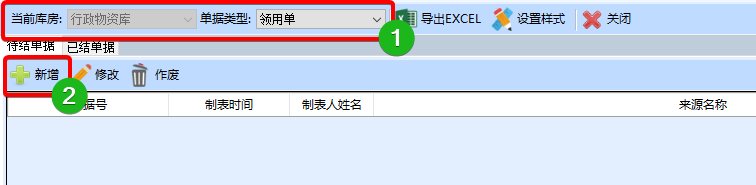 当前库房: 行政物资库 单据类型: 领用单 导出EXCEL 设置样式 关闭
1
待结单据 已结单据
新增 修改 作废
2
据号 制表时间 制表人姓名 来源名称